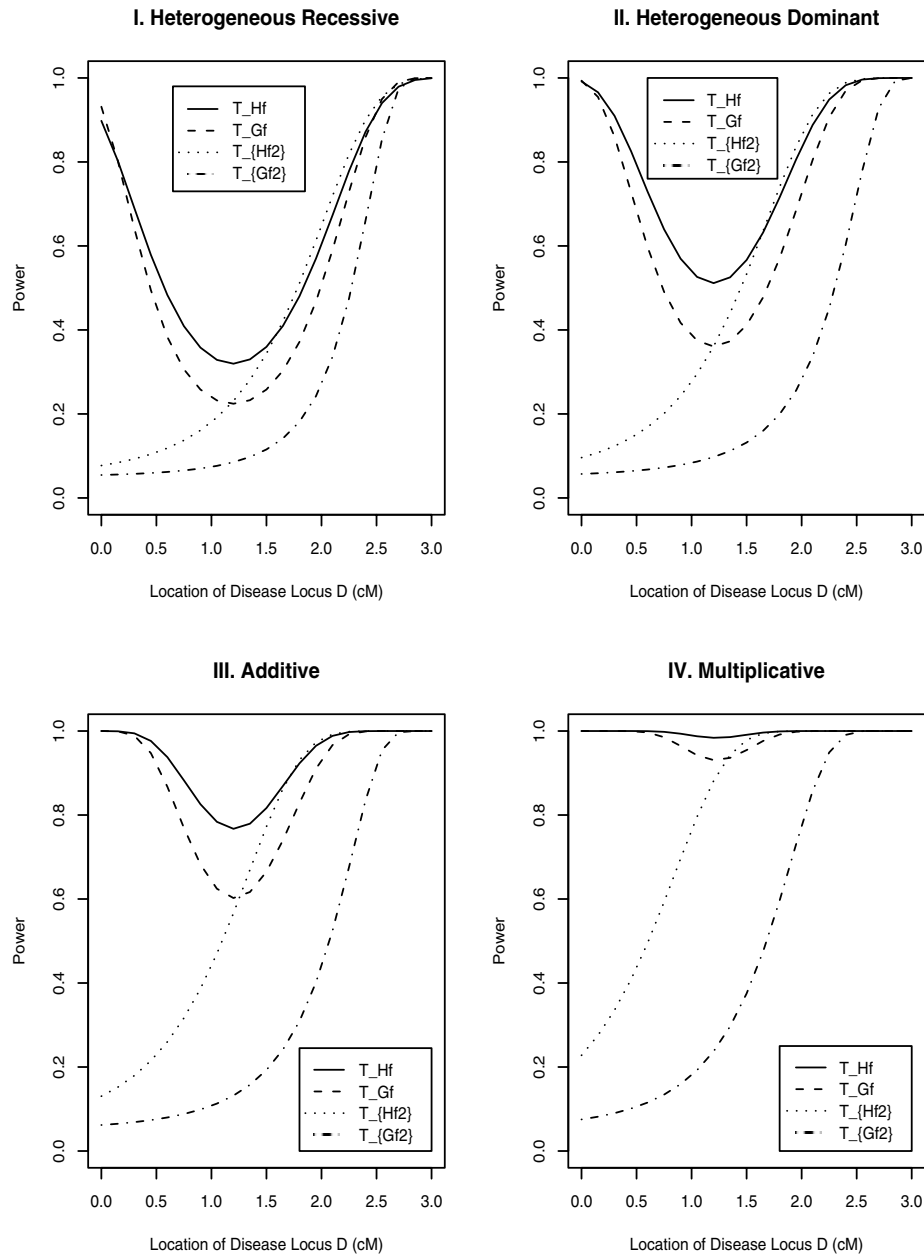 I. Heterogeneous Recessive
Power
0.0 0.2 0.4 0.6 0.8 1.0
T_Hf
T_Gf
T_{Hf2}
T_{Gf2}
0.0 0.5 1.0 1.5 2.0 2.5 3.0
Location of Disease Locus D (cM)
II. Heterogeneous Dominant
Power
0.0 0.2 0.4 0.6 0.8 1.0
T_Hf
T_Gf
T_{Hf2}
T_{Gf2}
0.0 0.5 1.0 1.5 2.0 2.5 3.0
Location of Disease Locus D (cM)
III. Additive
Power
0.0 0.2 0.4 0.6 0.8 1.0
T_Hf
T_Gf
T_{Hf2}
T_{Gf2}
0.0 0.5 1.0 1.5 2.0 2.5 3.0
Location of Disease Locus D (cM)
IV. Multiplicative
Power
0.0 0.2 0.4 0.6 0.8 1.0
T_Hf
T_Gf
T_{Hf2}
T_{Gf2}
0.0 0.5 1.0 1.5 2.0 2.5 3.0
Location of Disease Locus D (cM)